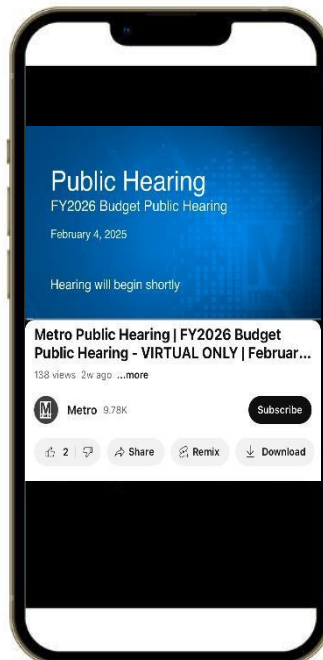 Public Hearing
FY2026 Budget Public Hearing
February 4, 2025
Hearing will begin shortly
Metro Public Hearing | FY2026 Budget
Public Hearing - VIRTUAL ONLY | Februar...
138 views 2w ago ...more
M Metro 9.78K Subscribe
2 Share Remix Download